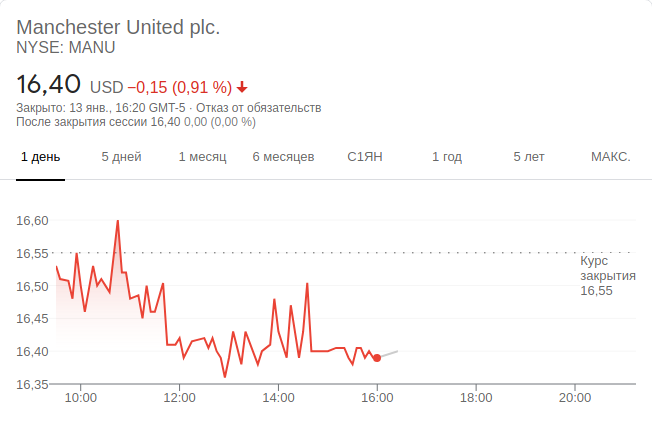 Manchester United plc.
NYSE: MANU
16,40 USD −0,15 (0,91 %)
Закрыто: 13 янв., 16:20 GMT-5 · Отказ от обязательств
После закрытия сессии 16,40 0,00 (0,00 %)
1 день 5 дней 1 месяц 6 месяцев С1ЯН 1 год 5 лет МАКС.
16,60
16,55
Курс
закрытия
16,55
16,50
16,45
16,40
16,35
10:00 12:00 14:00 16:00 18:00 20:00